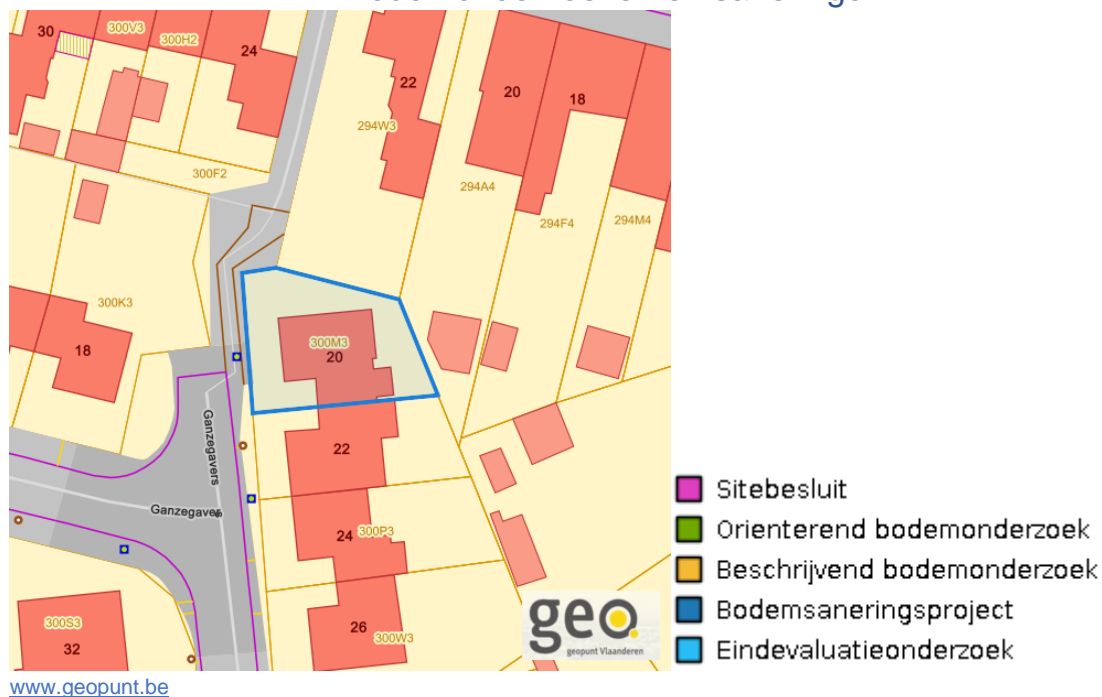 30
300V3
300H2
24
22
20
18
294W3
300F2
294A4
294F4
294M4
300K3
300M3
20
18
Ganzegavers
22
Ganzegavers
24 300P3
300S3
32
26
300W3
geo
geopunt Vlaanderen
Sitebesluit
Orienterend bodemonderzoek
Beschrijvend bodemonderzoek
Bodemsaneringsproject
Eindevaluatieonderzoek
www.geopunt.be